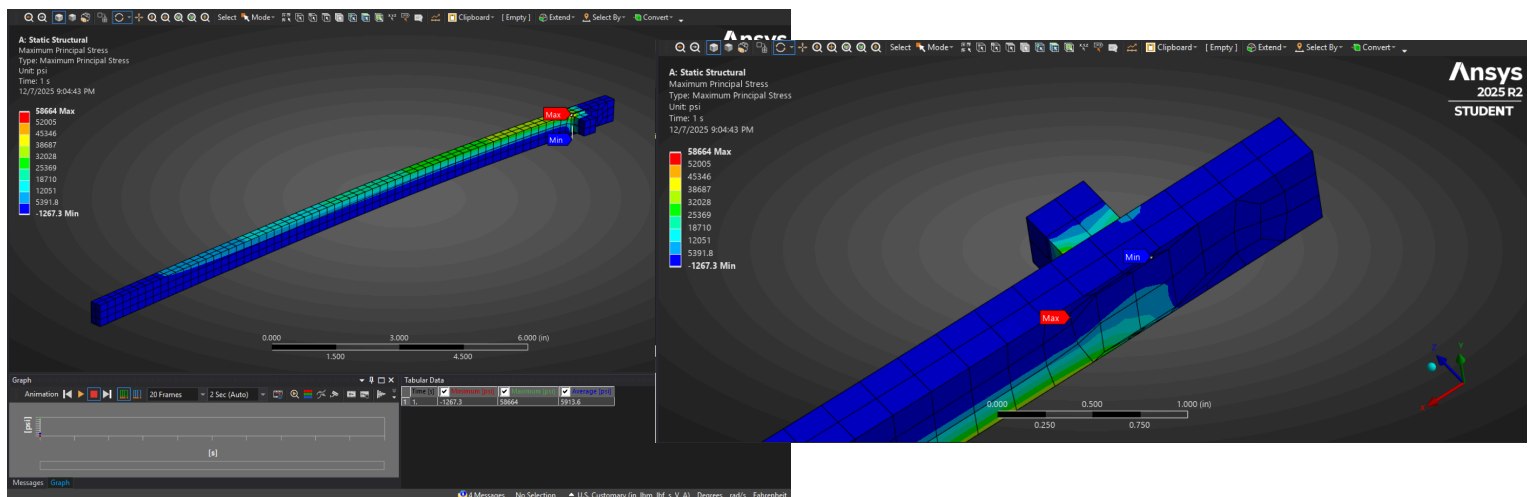 Select Mode Clipboard [Empty] Extend Select By Convert
A: Static Structural
Maximum Principal Stress
Type: Maximum Principal Stress
Unit: psi
Time: 1 s
12/7/2025 9:04:43 PM
58664 Max
52005
45346
38687
32028
25369
18710
12051
5391.8
-1267.3 Min
Max
Min
0.000 3.000 6.000 (in)
1.500 4.500
Graph
Animation 20 Frames 2 Sec (Auto)
[psi]
[s]
Messages Graph
Tabular Data
Time [s] Minimum [psi] Maximum [psi] Average [psi]
1 1. -1267.3 58664 5913.6
4 Messages No Selection U.S. Customary (in, lbm, lbf, s, V, A) Degrees rad/s Fahrenheit
Select Mode Clipboard [Empty] Extend Select By Convert
A: Static Structural
Maximum Principal Stress
Type: Maximum Principal Stress
Unit: psi
Time: 1 s
12/7/2025 9:04:43 PM
58664 Max
52005
45346
38687
32028
25369
18710
12051
5391.8
-1267.3 Min
Ansys
2025 R2
STUDENT
Min
Max
0.000 0.500 1.000 (in)
0.250 0.750
Z Y
X